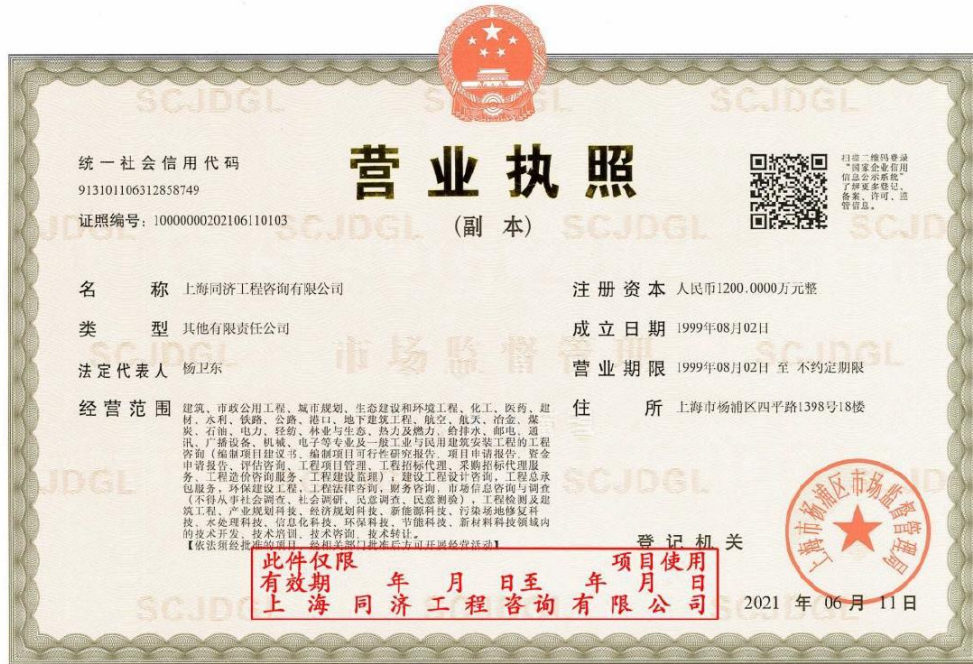 统一社会信用代码
913101106312858749
证照编号：10000000202106110103
营业执照
(副 本)
扫描二维码登录
“国家企业信用
信息公示系统”
了解更多登记、
备案、许可、监
管信息。
名 称 上海同济工程咨询有限公司
类 型 其他有限责任公司
法定代表人 杨卫东
经营范围 建筑、市政公用工程、城市规划、生态建设和环境工程、化工、医药、建
材、水利、铁路、公路、港口、地下建筑工程、航空、航天、冶金、煤
炭、石油、电力、轻纺、林业与生态、热力及燃力、给排水、邮电、通
讯、广播设备、机械、电子等专业及一般工业与民用建筑安装工程的工程
咨询（编制项目建议书、编制项目可行性研究报告、项目申请报告、资金
申请报告、评估咨询、工程项目管理、工程招标代理、采购招标代理服
务、工程造价咨询服务、工程建设监理）；建设工程设计咨询，工程总承
包服务，环保建设工程，工程法律咨询，财务咨询，市场信息咨询与调查
（不得从事社会调查、社会调研、民意调查、民意测验），工程检测及建
筑工程、产业规划科技、经济规划科技、新能源科技、污染场地修复科
技、水处理科技、信息化科技、环保科技、节能科技、新材料科技领域内
的技术开发、技术培训、技术咨询、技术转让。
【依法须经批准的项目，经相关部门批准后方可开展经营活动】
注册资本 人民币1200.0000万元整
成立日期 1999年08月02日
营业期限 1999年08月02日 至 不约定期限
住 所 上海市杨浦区四平路1398号18楼
登记机关
上海市杨浦区市场监督管理局
2021 年 06 月 11 日
此件仅限 项目使用
有效期 年 月 日至 年 月 日
上海同济工程咨询有限公司
SCJDGL
市场监督管理